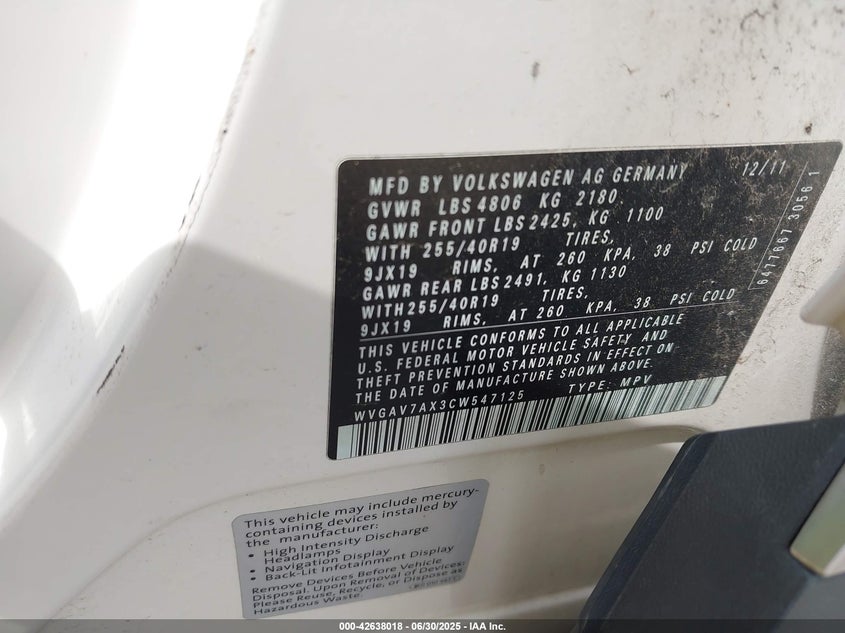 MFD BY VOLKSWAGEN AG GERMANY 12/11
GVWR LBS 4806 KG 2180
GAWR FRONT LBS 2425, KG 1100
WITH 255/40R19 TIRES,
9JX19 RIMS, AT 260 KPA, 38 PSI COLD
GAWR REAR LBS 2491, KG 1130
WITH 255/40R19 TIRES,
9JX19 RIMS, AT 260 KPA, 38 PSI COLD
THIS VEHICLE CONFORMS TO ALL APPLICABLE
U.S. FEDERAL MOTOR VEHICLE SAFETY AND
THEFT PREVENTION STANDARDS IN EFFECT ON
THE DATE OF MANUFACTURE SHOWN ABOVE.
WVGAV7AX3CW547125 TYPE: MPV
6477667 3056 1
This vehicle may include mercury-
containing devices installed by
the manufacturer:
• High Intensity Discharge
Headlamps
• Navigation Display
• Back-Lit Infotainment Display
Remove Devices Before Vehicle
Disposal. Upon Removal of Devices:
Please Reuse, Recycle, or Dispose as
Hazardous Waste.
000-42638018 - 06/30/2025 - IAA Inc.